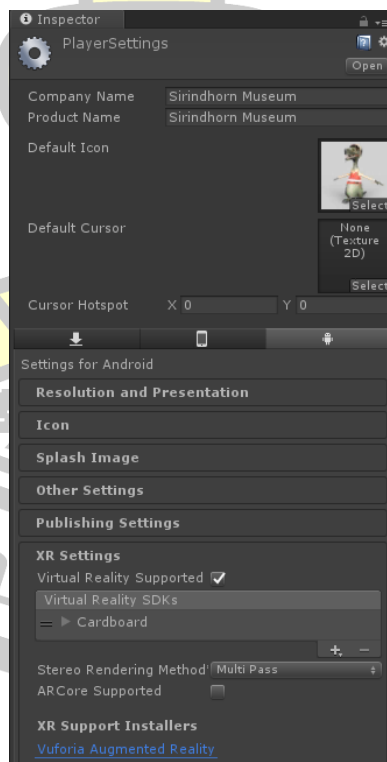 Inspector
PlayerSettings
Open
Company Name Sirindhorn Museum
Product Name Sirindhorn Museum
Default Icon
Select
Default Cursor
None
(Texture
2D)
Select
Cursor Hotspot X 0 Y 0
Settings for Android
Resolution and Presentation
Icon
Splash Image
Other Settings
Publishing Settings
XR Settings
Virtual Reality Supported
Virtual Reality SDKs
Cardboard
Stereo Rendering Method* Multi Pass
ARCore Supported
XR Support Installers
Vuforia Augmented Reality